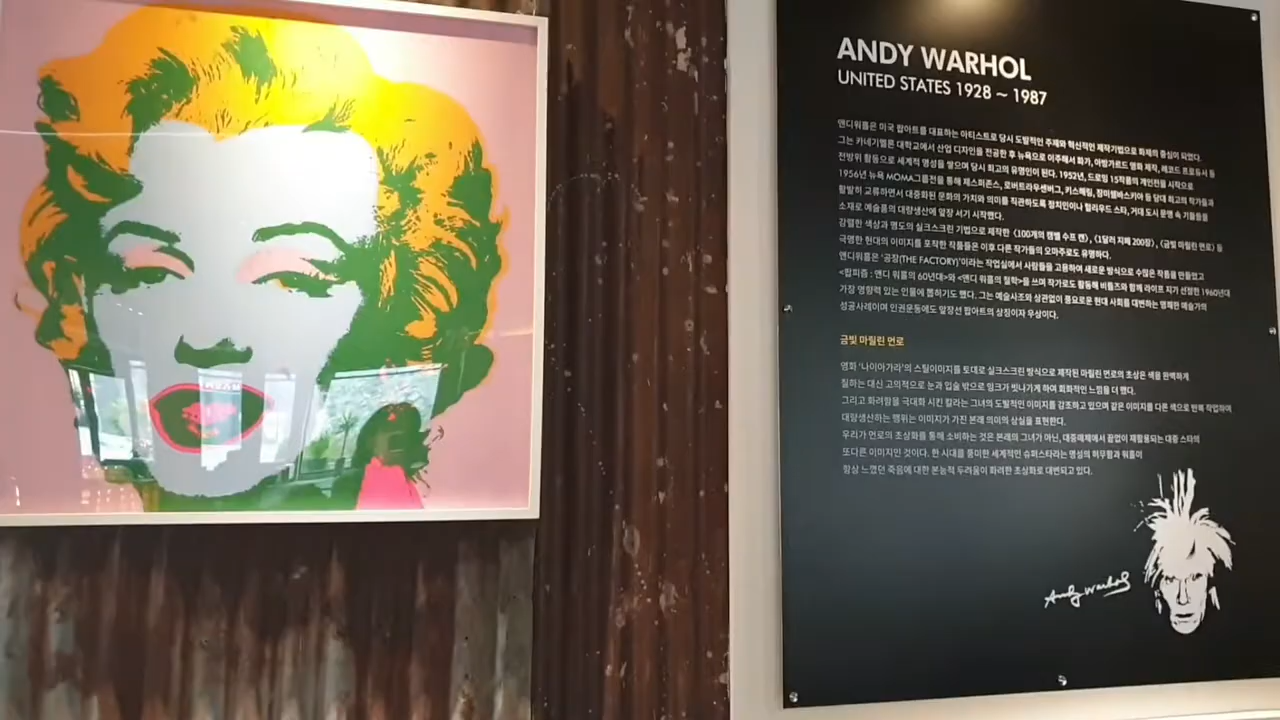 ANDY WARHOL
UNITED STATES 1928 ~ 1987
앤디워홀은 미국 팝아트를 대표하는 아티스트로 당시 도발적인 주제와 혁신적인 제작기법으로 화제의 중심이 되었다.
그는 카네기멜론 대학교에서 산업 디자인을 전공한 후 뉴욕으로 이주해서 화가, 아방가르드 영화 제작, 레코드 프로듀서 등
전방위 활동으로 세계적 명성을 쌓으며 당시 최고의 유명인이 된다. 1952년, 드로잉 15작품의 개인전을 시작으로
1956년 뉴욕 MOMA그룹전을 통해 제스퍼존스, 로버트라우센버그, 키스해링, 장미쉘바스키아 등 당대 최고의 작가들과
활발히 교류하면서 대중화된 문화의 가치와 의미를 직관하도록 정치인이나 헐리우드 스타, 거대 도시 문명 속 기물들을
소재로 예술품의 대량생산에 앞장 서기 시작했다.
강렬한 색상과 명도의 실크스크린 기법으로 제작한 <100개의 캠벨 수프 캔>, <1달러 지폐 200장>, <금빛 마릴린 먼로> 등
극명한 현대의 이미지를 포착한 작품들은 이후 다른 작가들의 오마주로도 유명하다.
앤디워홀은 '공장(THE FACTORY)'이라는 작업실에서 사람들을 고용하여 새로운 방식으로 수많은 작품을 만들었고
<팝피즘 : 앤디 워홀의 60년대>와 <앤디 워홀의 철학>을 쓰며 작가로도 활동해 비틀즈와 함께 라이프 지가 선정한 1960년대
가장 영향력 있는 인물에 뽑히기도 했다. 그는 예술사조와 상관없이 풍요로운 현대 사회를 대변하는 명쾌한 예술가의
성공사례이며 인권운동에도 앞장선 팝아트의 상징이자 우상이다.
금빛 마릴린 먼로
영화 '나이아가라'의 스틸이미지를 토대로 실크스크린 방식으로 제작된 마릴린 먼로의 초상은 색을 완벽하게
칠하는 대신 고의적으로 눈과 입술 밖으로 잉크가 빗나가게 하여 회화적인 느낌을 더 했다.
그리고 화려함을 극대화 시킨 칼라는 그녀의 도발적인 이미지를 강조하고 있으며 같은 이미지를 다른 색으로 반복 작업하여
대량생산하는 행위는 이미지가 가진 본래 의미의 상실을 표현한다.
우리가 먼로의 초상화를 통해 소비하는 것은 본래의 그녀가 아닌, 대중매체에서 끝없이 재활용되는 대중 스타의
또다른 이미지인 것이다. 한 시대를 풍미한 세계적인 슈퍼스타라는 명성의 허무함과 워홀이
항상 느꼈던 죽음에 대한 본능적 두려움이 화려한 초상화로 대변되고 있다.
Andy Warhol